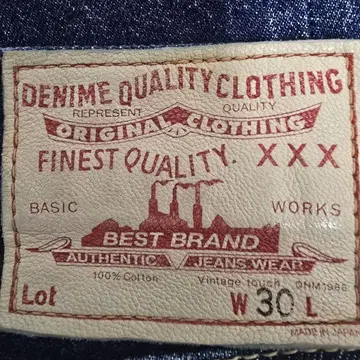 DENIME QUALITY CLOTHING
REPRESENT QUALITY
ORIGINAL CLOTHING
FINEST QUALITY. XXX
BASIC WORKS
BEST BRAND
AUTHENTIC JEANS WEAR
100% Cotton Vintage touch DNM1988
Lot W 30 L
MADE IN JAPAN